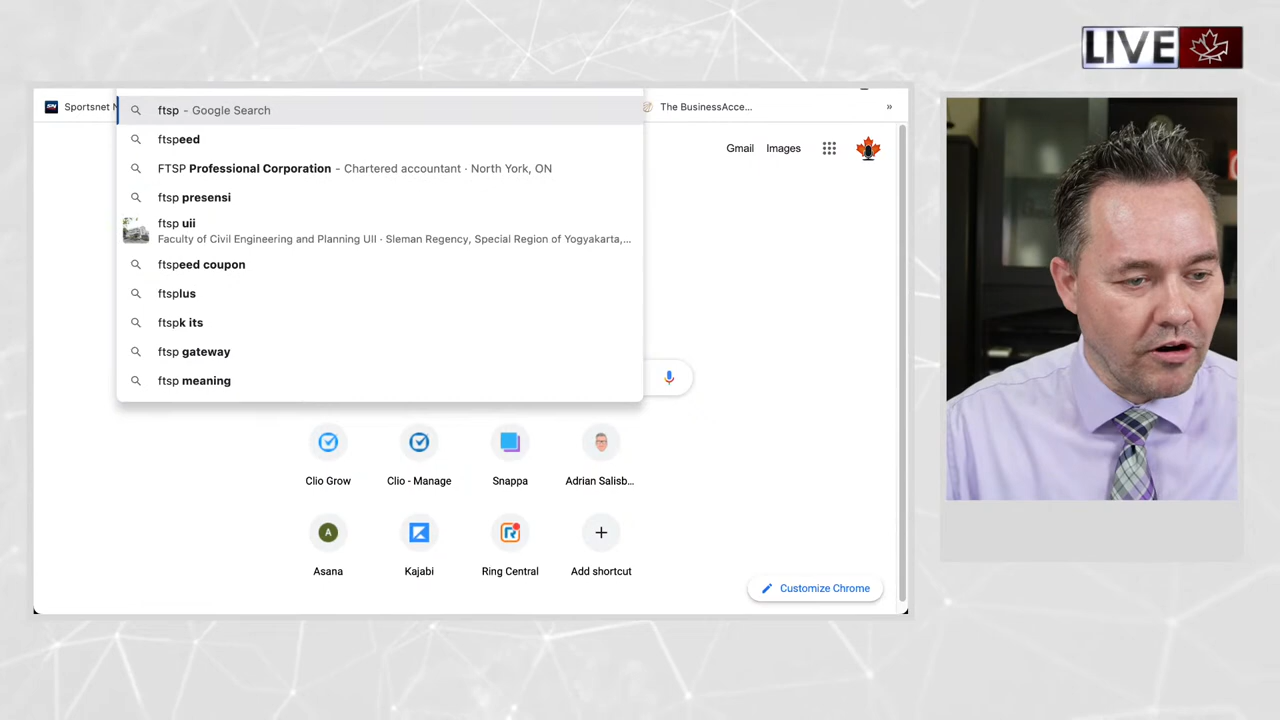 LIVE
Sportsnet N
The BusinessAcce...
»
ftsp - Google Search
ftspeed
FTSP Professional Corporation - Chartered accountant · North York, ON
ftsp presensi
ftsp uii
Faculty of Civil Engineering and Planning UII · Sleman Regency, Special Region of Yogyakarta,...
ftspeed coupon
ftsplus
ftspk its
ftsp gateway
ftsp meaning
Gmail
Images
Clio Grow
Clio - Manage
Snappa
Adrian Salisb...
A
Asana
Kajabi
Ring Central
Add shortcut
Customize Chrome